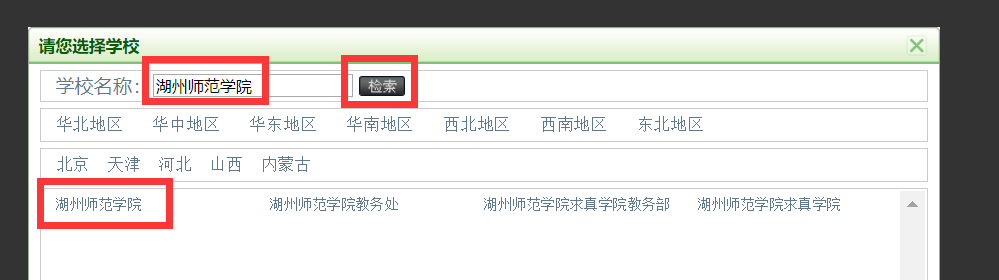 请您选择学校
学校名称: 湖州师范学院 检索
华北地区 华中地区 华东地区 华南地区 西北地区 西南地区 东北地区
北京 天津 河北 山西 内蒙古
湖州师范学院 湖州师范学院教务处 湖州师范学院求真学院教务部 湖州师范学院求真学院